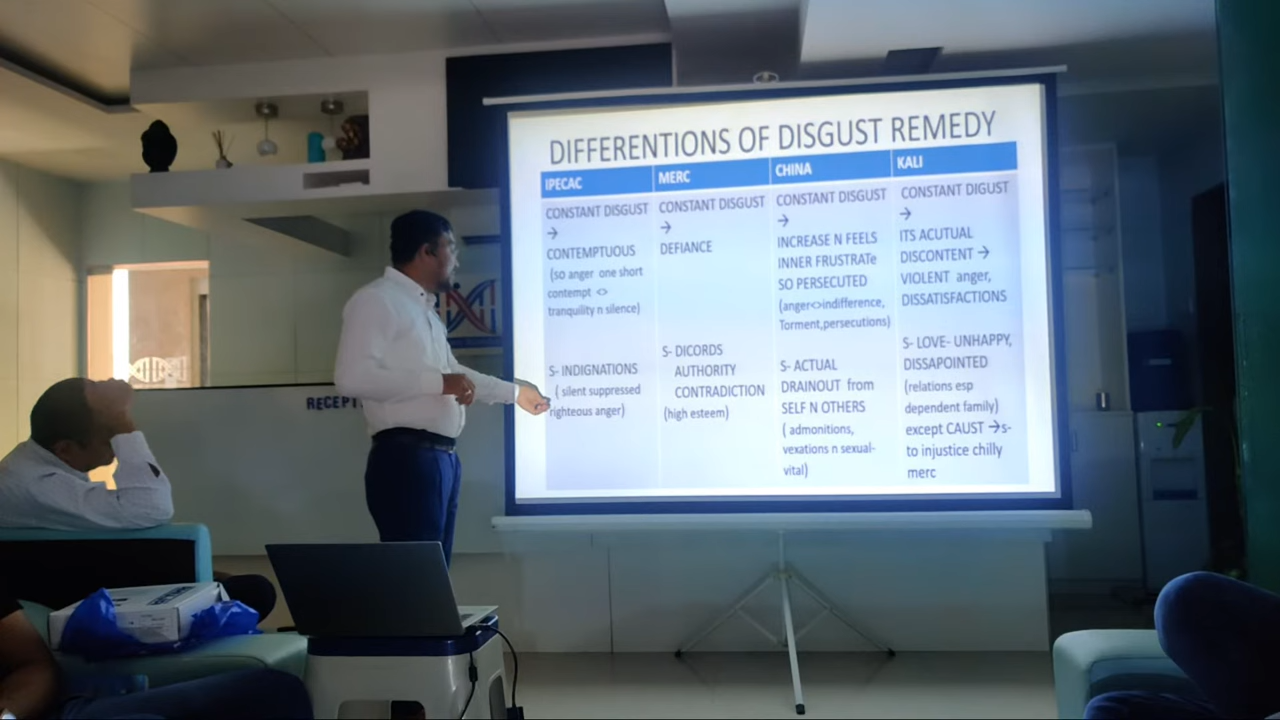 DIFFERENTIONS OF DISGUST REMEDY
IPECAC
CONSTANT DISGUST
→
CONTEMPTUOUS
(so anger one short
contempt <>
tranquility n silence)
S- INDIGNATIONS
( silent suppressed
righteous anger)
MERC
CONSTANT DISGUST
→
DEFIANCE
S- DICORDS
AUTHORITY
CONTRADICTION
(high esteem)
CHINA
CONSTANT DISGUST
→
INCREASE N FEELS
INNER FRUSTRATe
SO PERSECUTED
(anger<>indifference,
Torment,persecutions)
S- ACTUAL
DRAINOUT from
SELF N OTHERS
( admonitions,
vexations n sexual-
vital)
KALI
CONSTANT DIGUST
→
ITS ACUTUAL
DISCONTENT →
VIOLENT anger,
DISSATISFACTIONS
S- LOVE- UNHAPPY,
DISSAPOINTED
(relations esp
dependent family)
except CAUST →s-
to injustice chilly
merc
RECEPT